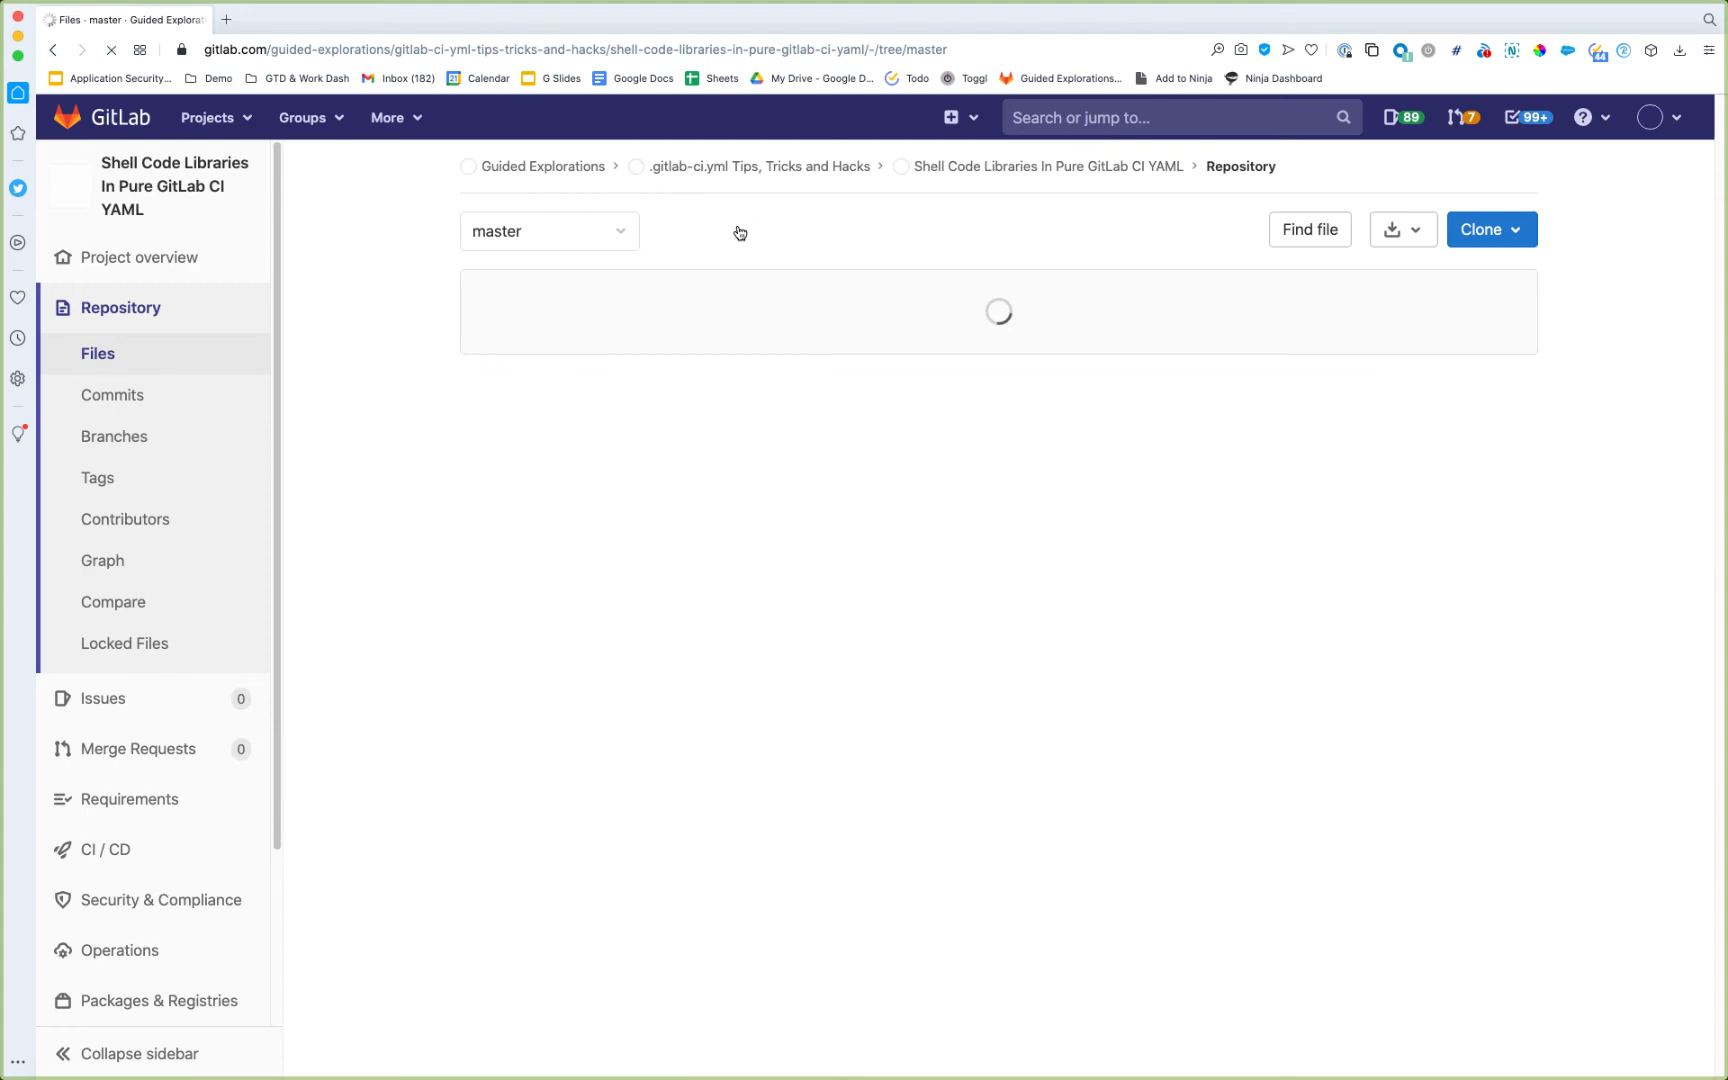 Files · master · Guided Explorati
gitlab.com/guided-explorations/gitlab-ci-yml-tips-tricks-and-hacks/shell-code-libraries-in-pure-gitlab-ci-yaml/-/tree/master
44
Application Security... Demo GTD & Work Dash Inbox (182) Calendar G Slides Google Docs Sheets My Drive - Google D... Todo Toggl Guided Explorations... Add to Ninja Ninja Dashboard
GitLab Projects Groups More Search or jump to... 89 7 99+
Shell Code Libraries
In Pure GitLab CI
YAML
Guided Explorations › .gitlab-ci.yml Tips, Tricks and Hacks › Shell Code Libraries In Pure GitLab CI YAML › Repository
master Find file Clone
Project overview
Repository
Files
Commits
Branches
Tags
Contributors
Graph
Compare
Locked Files
Issues 0
Merge Requests 0
Requirements
CI / CD
Security & Compliance
Operations
Packages & Registries
Collapse sidebar